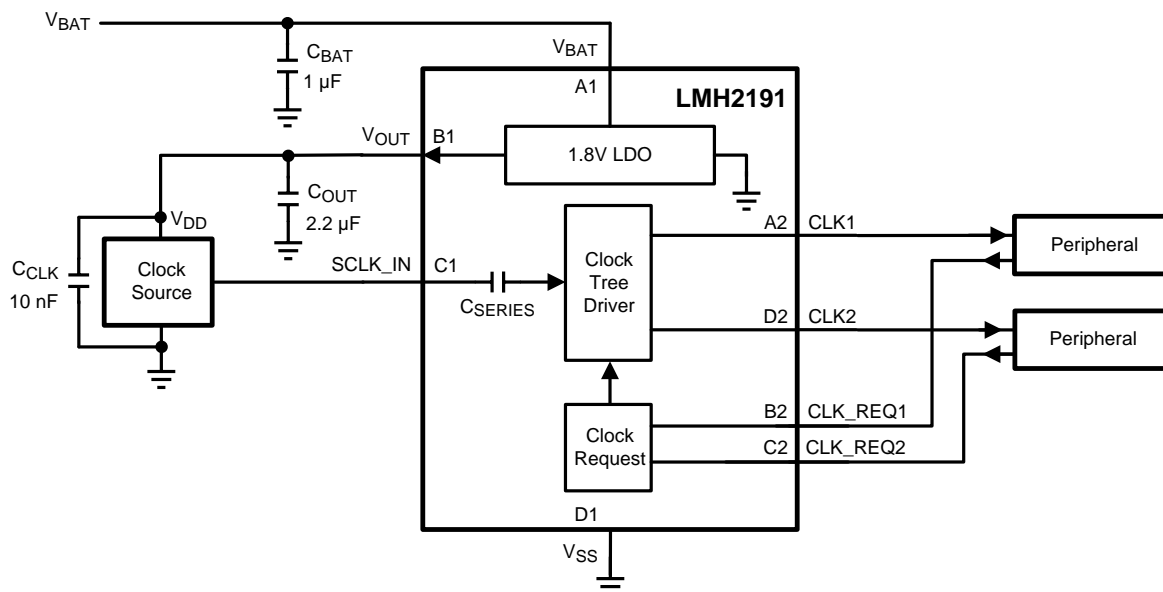 VBAT
CBAT
1 µF
VBAT
A1
LMH2191
VOUT
B1
1.8V LDO
COUT
2.2 µF
VDD
CCLK
10 nF
Clock
Source
SCLK_IN
C1
CSERIES
Clock
Tree
Driver
A2
CLK1
Peripheral
D2
CLK2
Peripheral
Clock
Request
B2
CLK_REQ1
C2
CLK_REQ2
D1
VSS